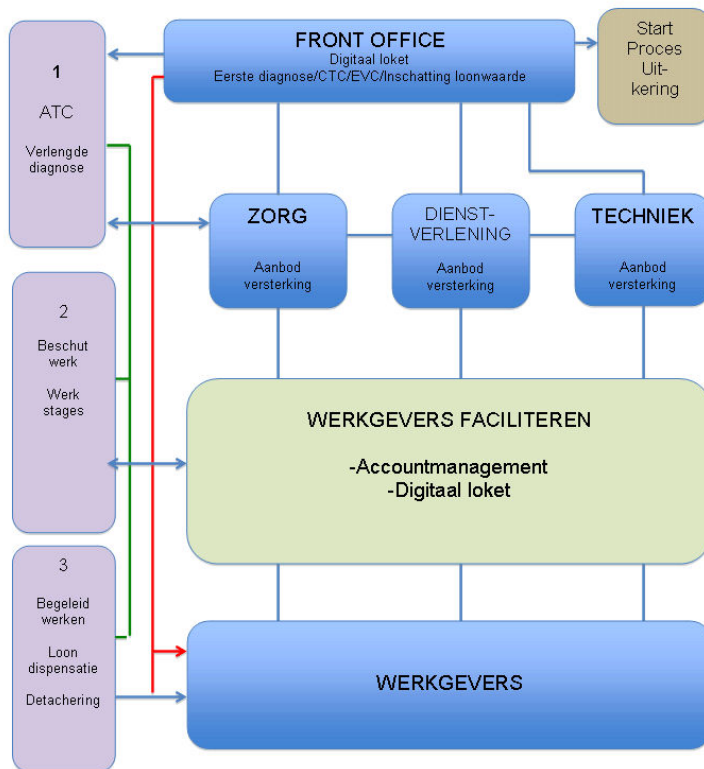 FRONT OFFICE
Digitaal loket
Eerste diagnose/CTC/EVC/Inschatting loonwaarde
Start
Proces
Uit-
kering
1
ATC
Verlengde
diagnose
ZORG
Aanbod
versterking
DIENST-
VERLENING
Aanbod
versterking
TECHNIEK
Aanbod
versterking
2
Beschut
werk
Werk
stages
WERKGEVERS FACILITEREN
-Accountmanagement
-Digitaal loket
3
Begeleid
werken
Loon
dispensatie
Detachering
WERKGEVERS